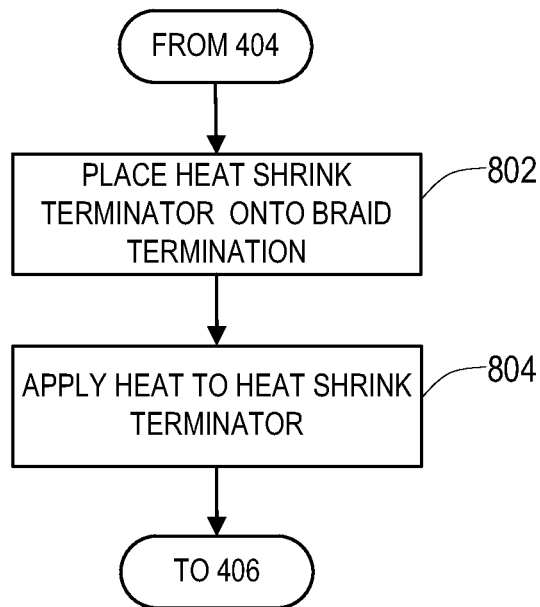 FROM 404
PLACE HEAT SHRINK
TERMINATOR ONTO BRAID
TERMINATION
802
APPLY HEAT TO HEAT SHRINK
TERMINATOR
804
TO 406